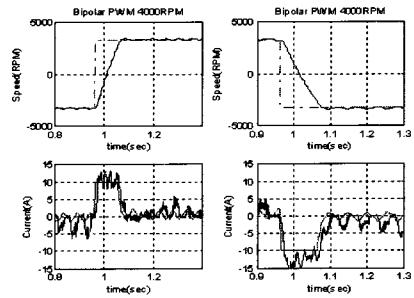 Bipolar PWM 4000RPM
5000
0
-5000
Speed(RPM)
0.8 1 1.2
time(sec)
Bipolar PWM 4000RPM
5000
0
-5000
Speed(RPM)
0.9 1 1.1 1.2 1.3
time(sec)
15
10
5
0
-5
-10
-15
Current(A)
0.8 1 1.2
time(sec)
15
10
5
0
-5
-10
-15
Current(A)
0.9 1 1.1 1.2 1.3
time(sec)